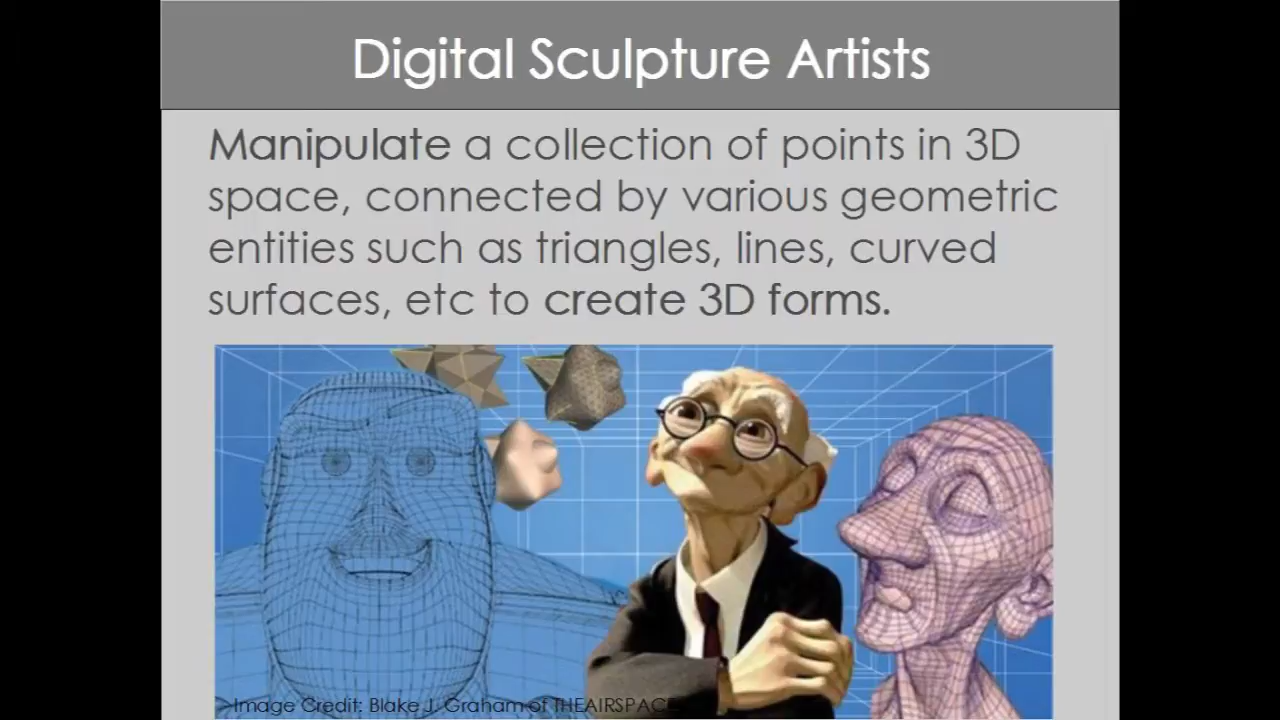 Digital Sculpture Artists
Manipulate a collection of points in 3D
space, connected by various geometric
entities such as triangles, lines, curved
surfaces, etc to create 3D forms.
Image Credit: Blake J. Graham of THEAIRSPACE